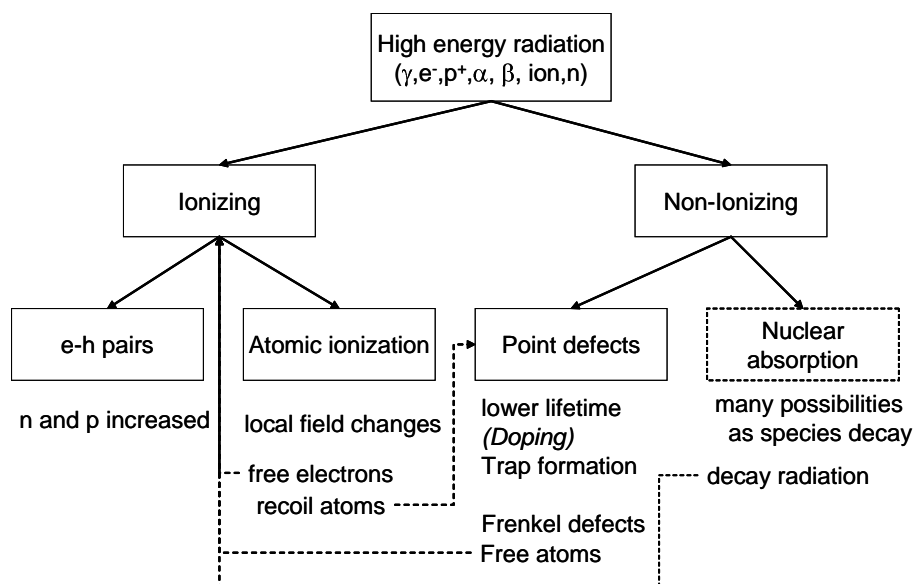 High energy radiation
(γ,e⁻,p⁺,α, β, ion,n)
Ionizing
Non-Ionizing
e-h pairs
Atomic ionization
Point defects
Nuclear
absorption
n and p increased
local field changes
lower lifetime
(Doping)
Trap formation
many possibilities
as species decay
free electrons
recoil atoms
decay radiation
Frenkel defects
Free atoms